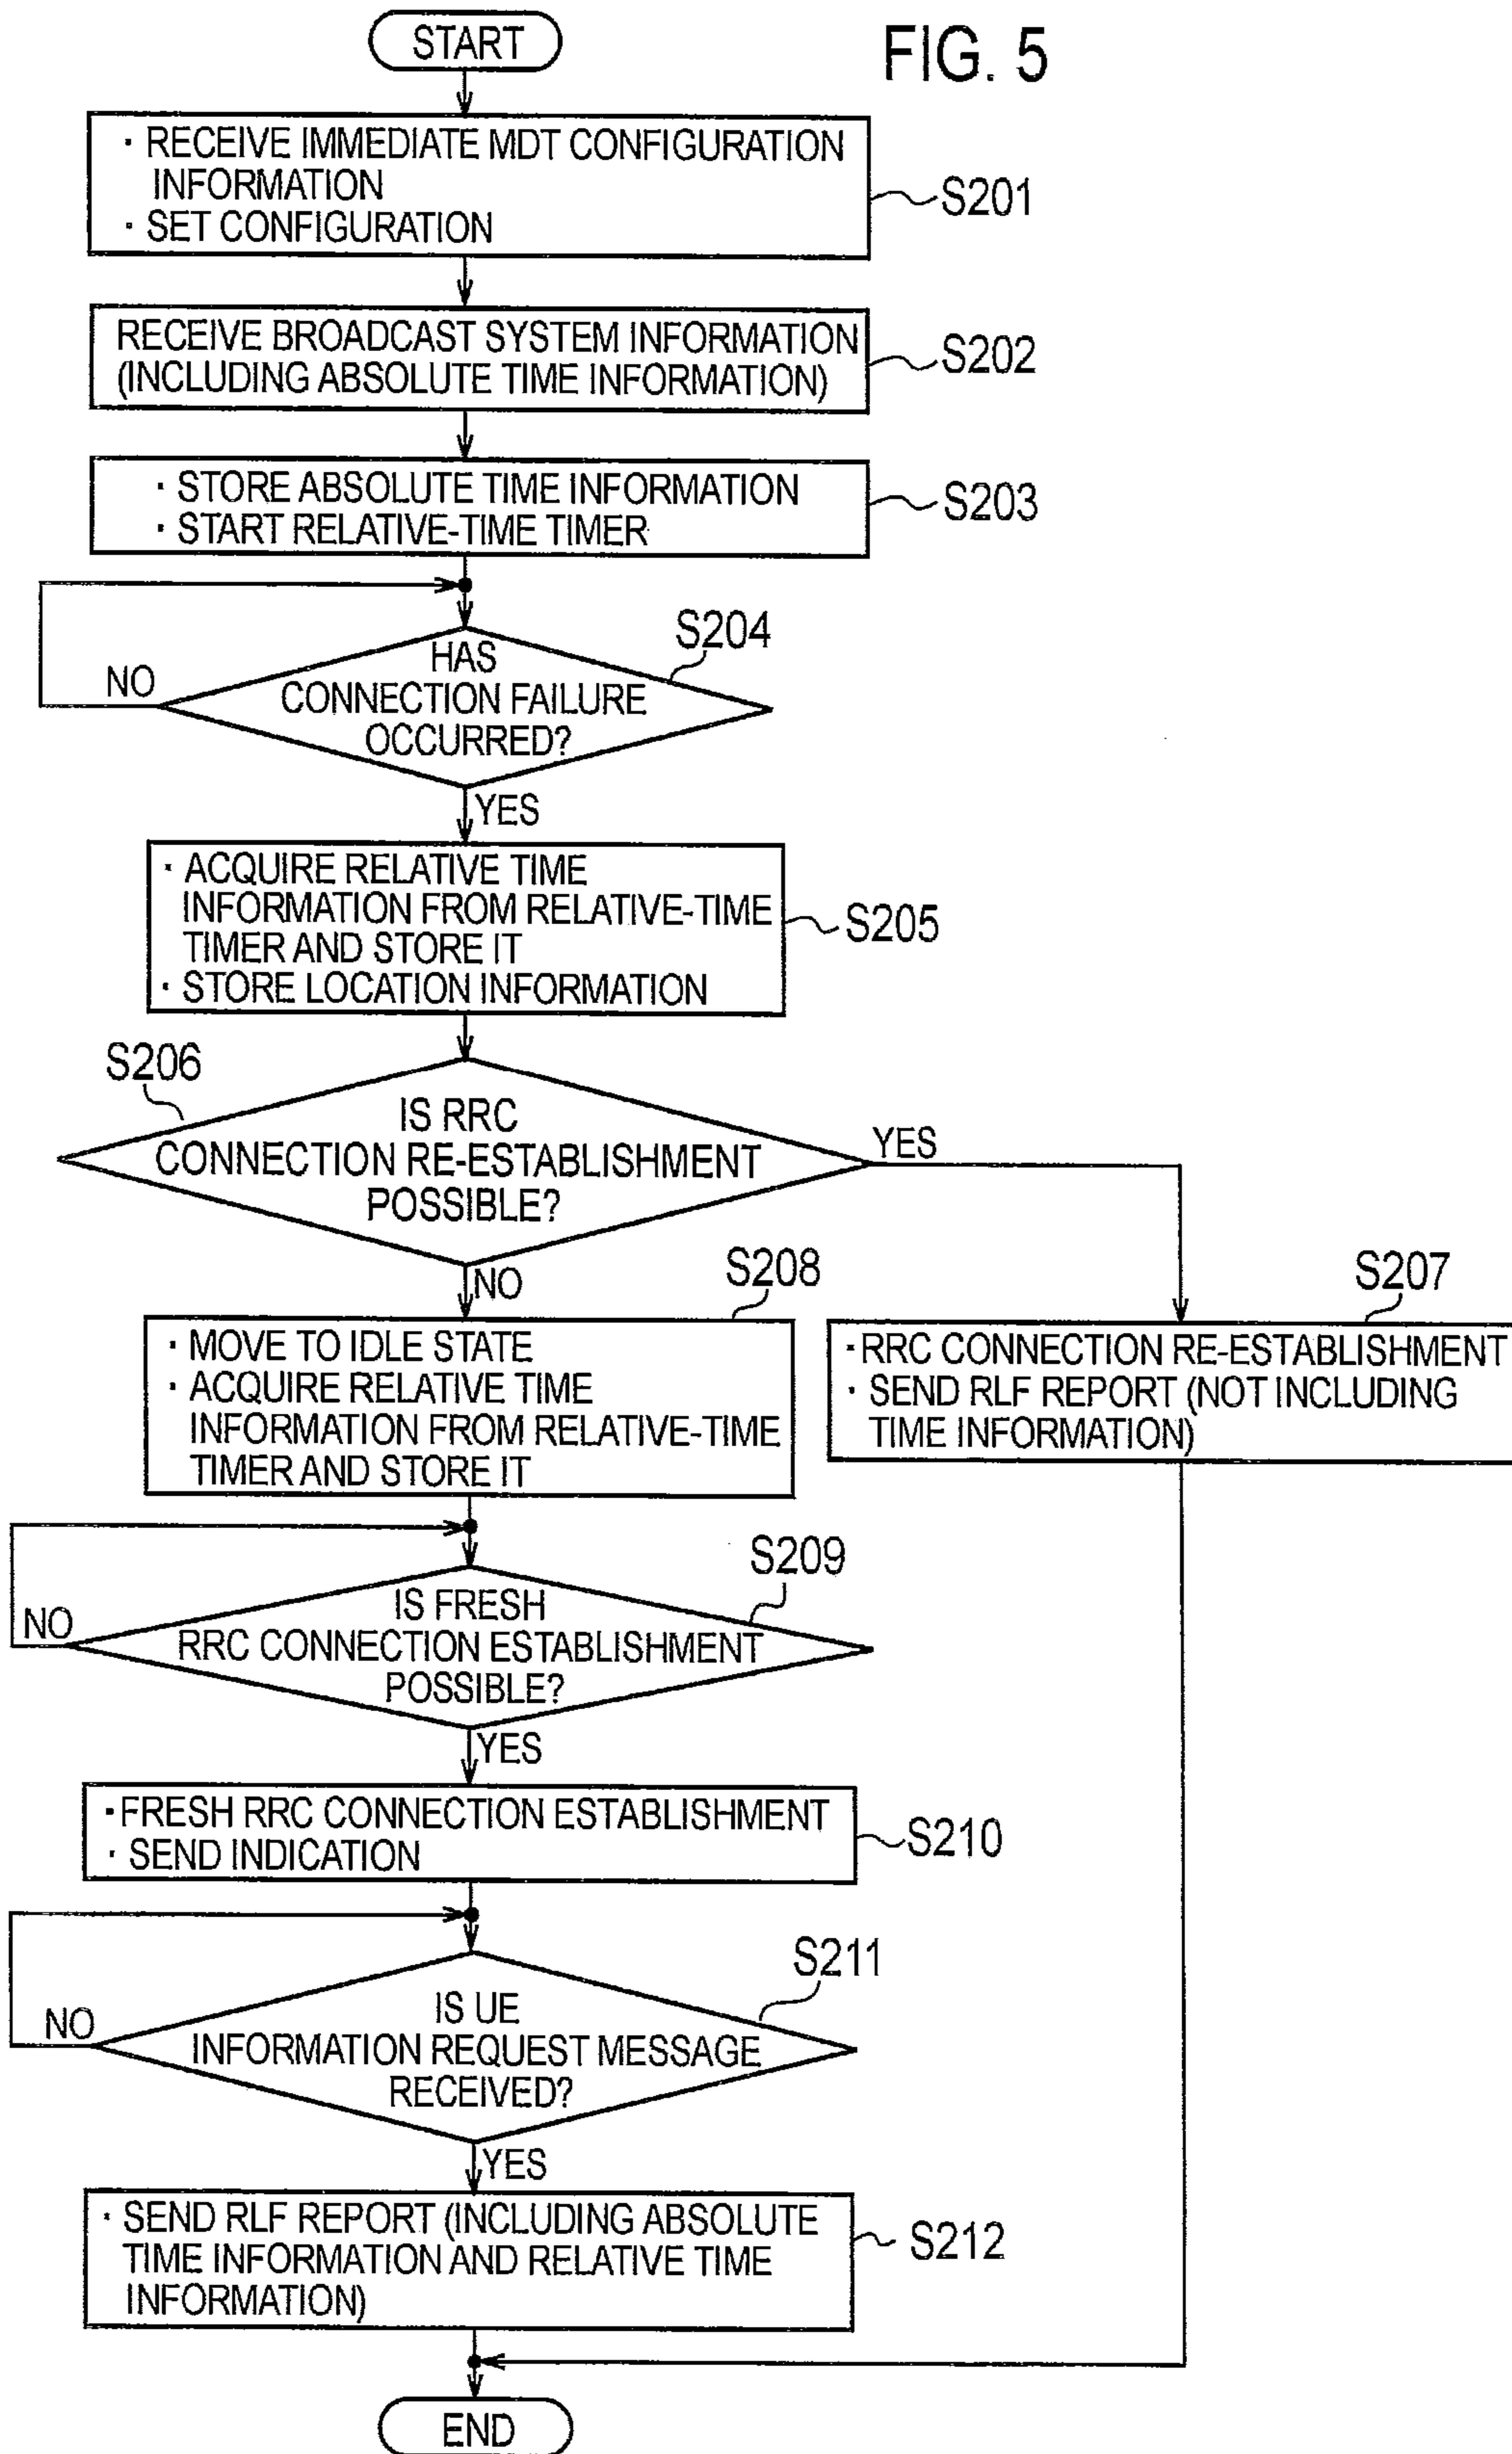 START
FIG. 5
· RECEIVE IMMEDIATE MDT CONFIGURATION
INFORMATION
· SET CONFIGURATION
S201
RECEIVE BROADCAST SYSTEM INFORMATION
(INCLUDING ABSOLUTE TIME INFORMATION)
S202
· STORE ABSOLUTE TIME INFORMATION
· START RELATIVE-TIME TIMER
S203
S204
HAS
CONNECTION FAILURE
OCCURRED?
NO
YES
· ACQUIRE RELATIVE TIME
INFORMATION FROM RELATIVE-TIME
TIMER AND STORE IT
· STORE LOCATION INFORMATION
S205
S206
IS RRC
CONNECTION RE-ESTABLISHMENT
POSSIBLE?
YES
NO
S208
· MOVE TO IDLE STATE
· ACQUIRE RELATIVE TIME
INFORMATION FROM RELATIVE-TIME
TIMER AND STORE IT
S207
· RRC CONNECTION RE-ESTABLISHMENT
· SEND RLF REPORT (NOT INCLUDING
TIME INFORMATION)
S209
IS FRESH
RRC CONNECTION ESTABLISHMENT
POSSIBLE?
NO
YES
· FRESH RRC CONNECTION ESTABLISHMENT
· SEND INDICATION
S210
S211
IS UE
INFORMATION REQUEST MESSAGE
RECEIVED?
NO
YES
· SEND RLF REPORT (INCLUDING ABSOLUTE
TIME INFORMATION AND RELATIVE TIME
INFORMATION)
S212
END